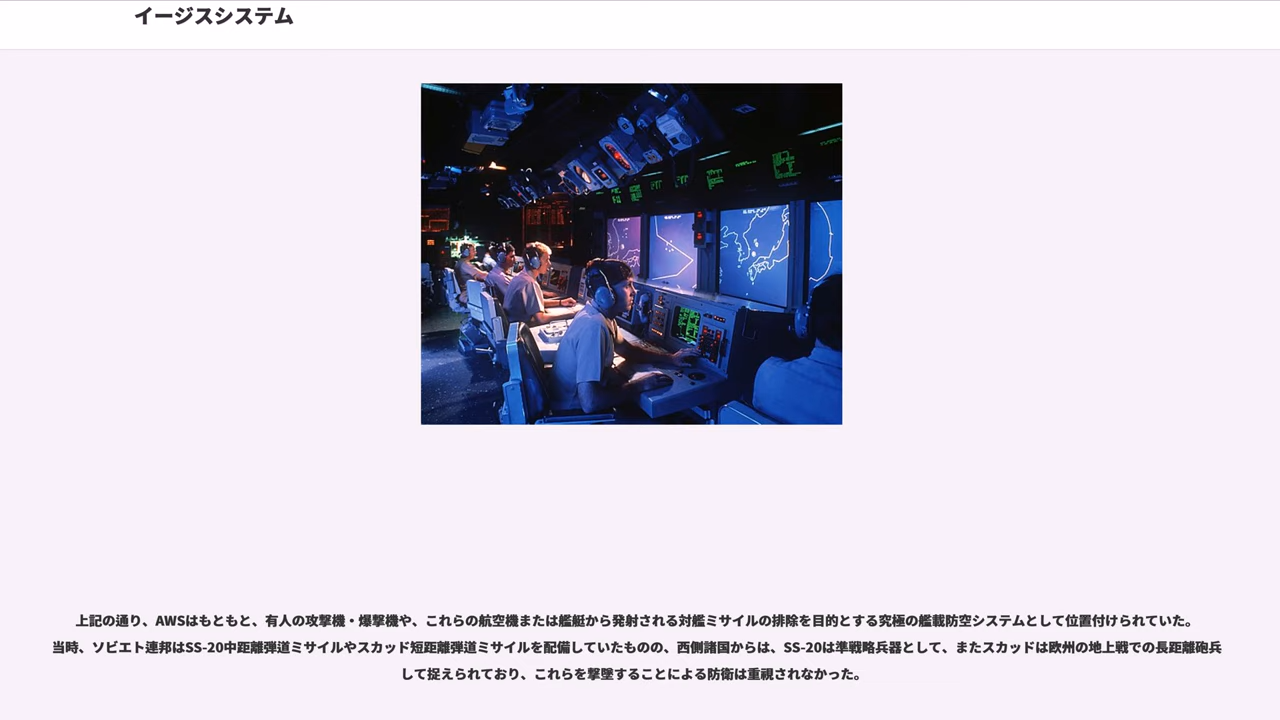 イージスシステム
上記の通り、AWSはもともと、有人の攻撃機・爆撃機や、これらの航空機または艦艇から発射される対艦ミサイルの排除を目的とする究極の艦載防空システムとして位置付けられていた。
当時、ソビエト連邦はSS-20中距離弾道ミサイルやスカッド短距離弾道ミサイルを配備していたものの、西側諸国からは、SS-20は準戦略兵器として、またスカッドは欧州の地上戦での長距離砲兵
して捉えられており、これらを撃墜することによる防衛は重視されなかった。